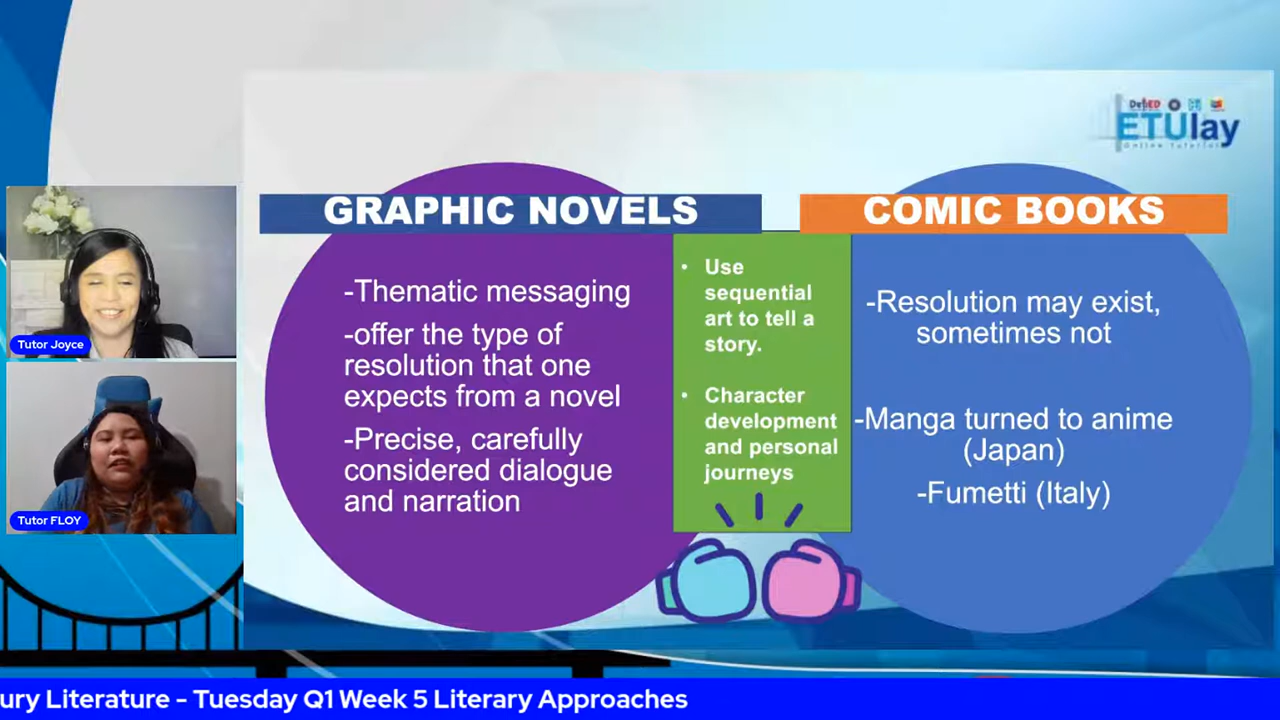 DepED
ETUlay
Online Tutorial
GRAPHIC NOVELS
COMIC BOOKS
-Thematic messaging
-offer the type of
resolution that one
expects from a novel
-Precise, carefully
considered dialogue
and narration
• Use
sequential
art to tell a
story.
• Character
development
and personal
journeys
-Resolution may exist,
sometimes not
-Manga turned to anime
(Japan)
-Fumetti (Italy)
Tutor Joyce
Tutor FLOY
ury Literature - Tuesday Q1 Week 5 Literary Approaches